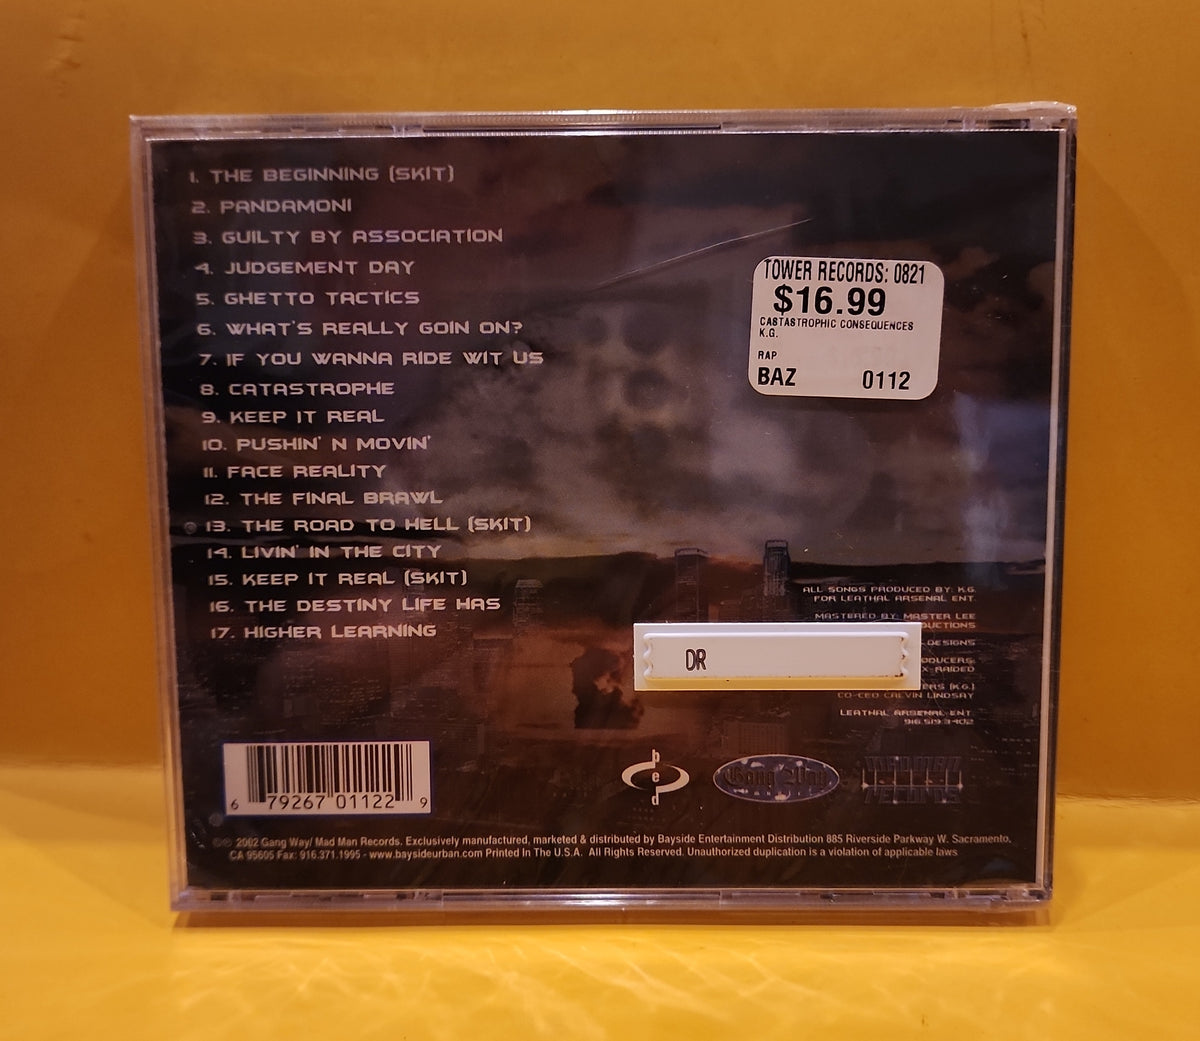 1. THE BEGINNING (SKIT)
2. PANDAMONI
3. GUILTY BY ASSOCIATION
4. JUDGEMENT DAY
5. GHETTO TACTICS
6. WHAT'S REALLY GOIN ON?
7. IF YOU WANNA RIDE WIT US
8. CATASTROPHE
9. KEEP IT REAL
10. PUSHIN' N MOVIN'
11. FACE REALITY
12. THE FINAL BRAWL
13. THE ROAD TO HELL (SKIT)
14. LIVIN' IN THE CITY
15. KEEP IT REAL (SKIT)
16. THE DESTINY LIFE HAS
17. HIGHER LEARNING
TOWER RECORDS: 0821
$16.99
CASTASTROPHIC CONSEQUENCES
K.G.
RAP
BAZ 0112
ALL SONGS PRODUCED BY: K.G.
FOR LEATHAL ARSENAL ENT.
MASTERED BY: MASTER LEE
DESIGNS
DR
X-RAIDED
(K.G.)
CO-CEO CALVIN LINDSAY
LEATHAL ARSENAL ENT
916.519.3402
6 79267 01122 9
bed
Gang Way
RECORDS
©℗ 2002 Gang Way/ Mad Man Records. Exclusively manufactured, marketed & distributed by Bayside Entertainment Distribution 885 Riverside Parkway W. Sacramento,
CA 95605 Fax: 916.371.1995 - www.baysideurban.com Printed In The U.S.A. All Rights Reserved. Unauthorized duplication is a violation of applicable laws